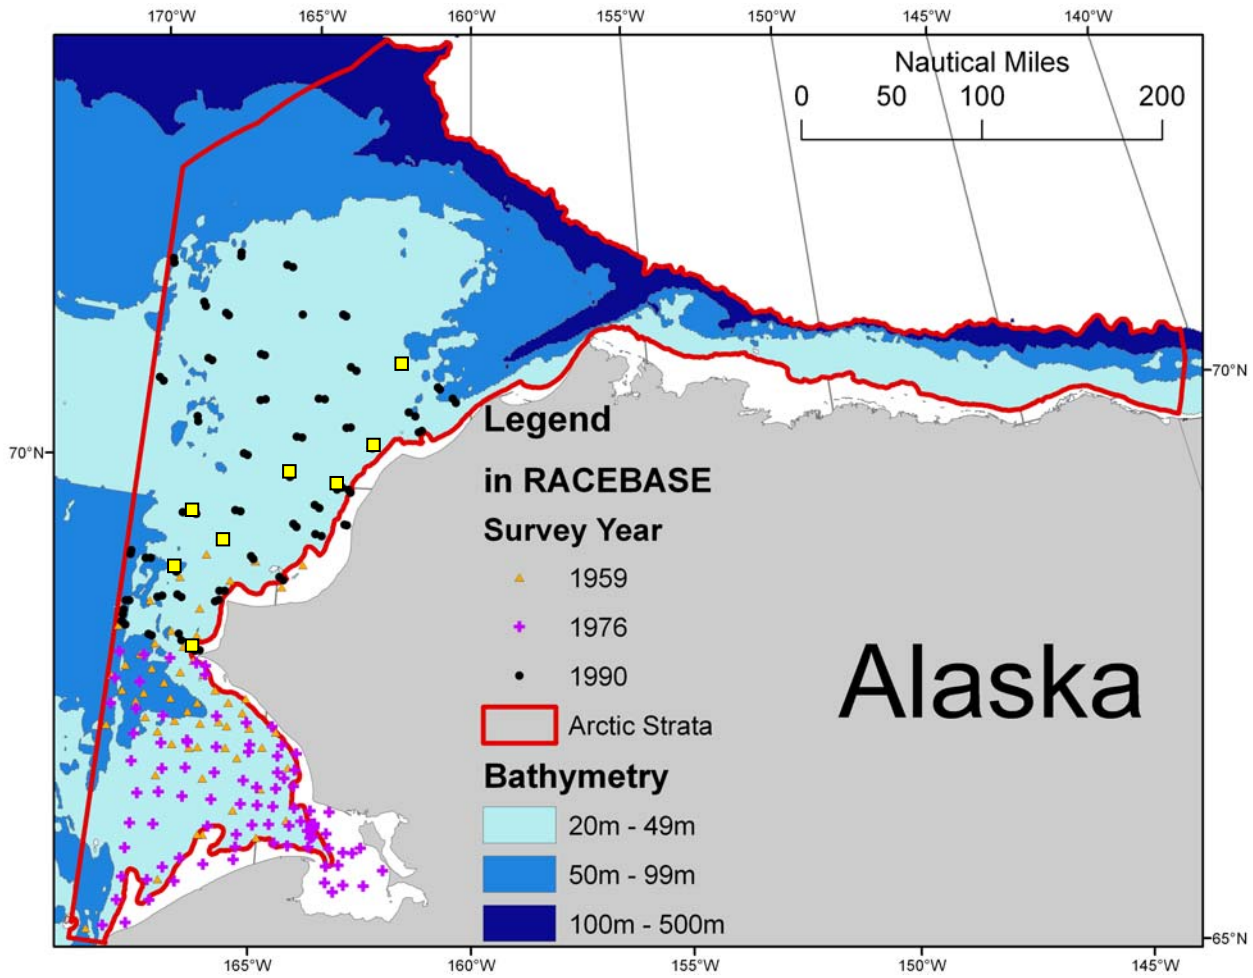 170°W 165°W 160°W 155°W 150°W 145°W 140°W
Nautical Miles
0 50 100 200
70°N
70°N
Legend
in RACEBASE
Survey Year
1959
1976
1990
Alaska
Arctic Strata
Bathymetry
20m - 49m
50m - 99m
100m - 500m
65°N
165°W 160°W 155°W 150°W 145°W